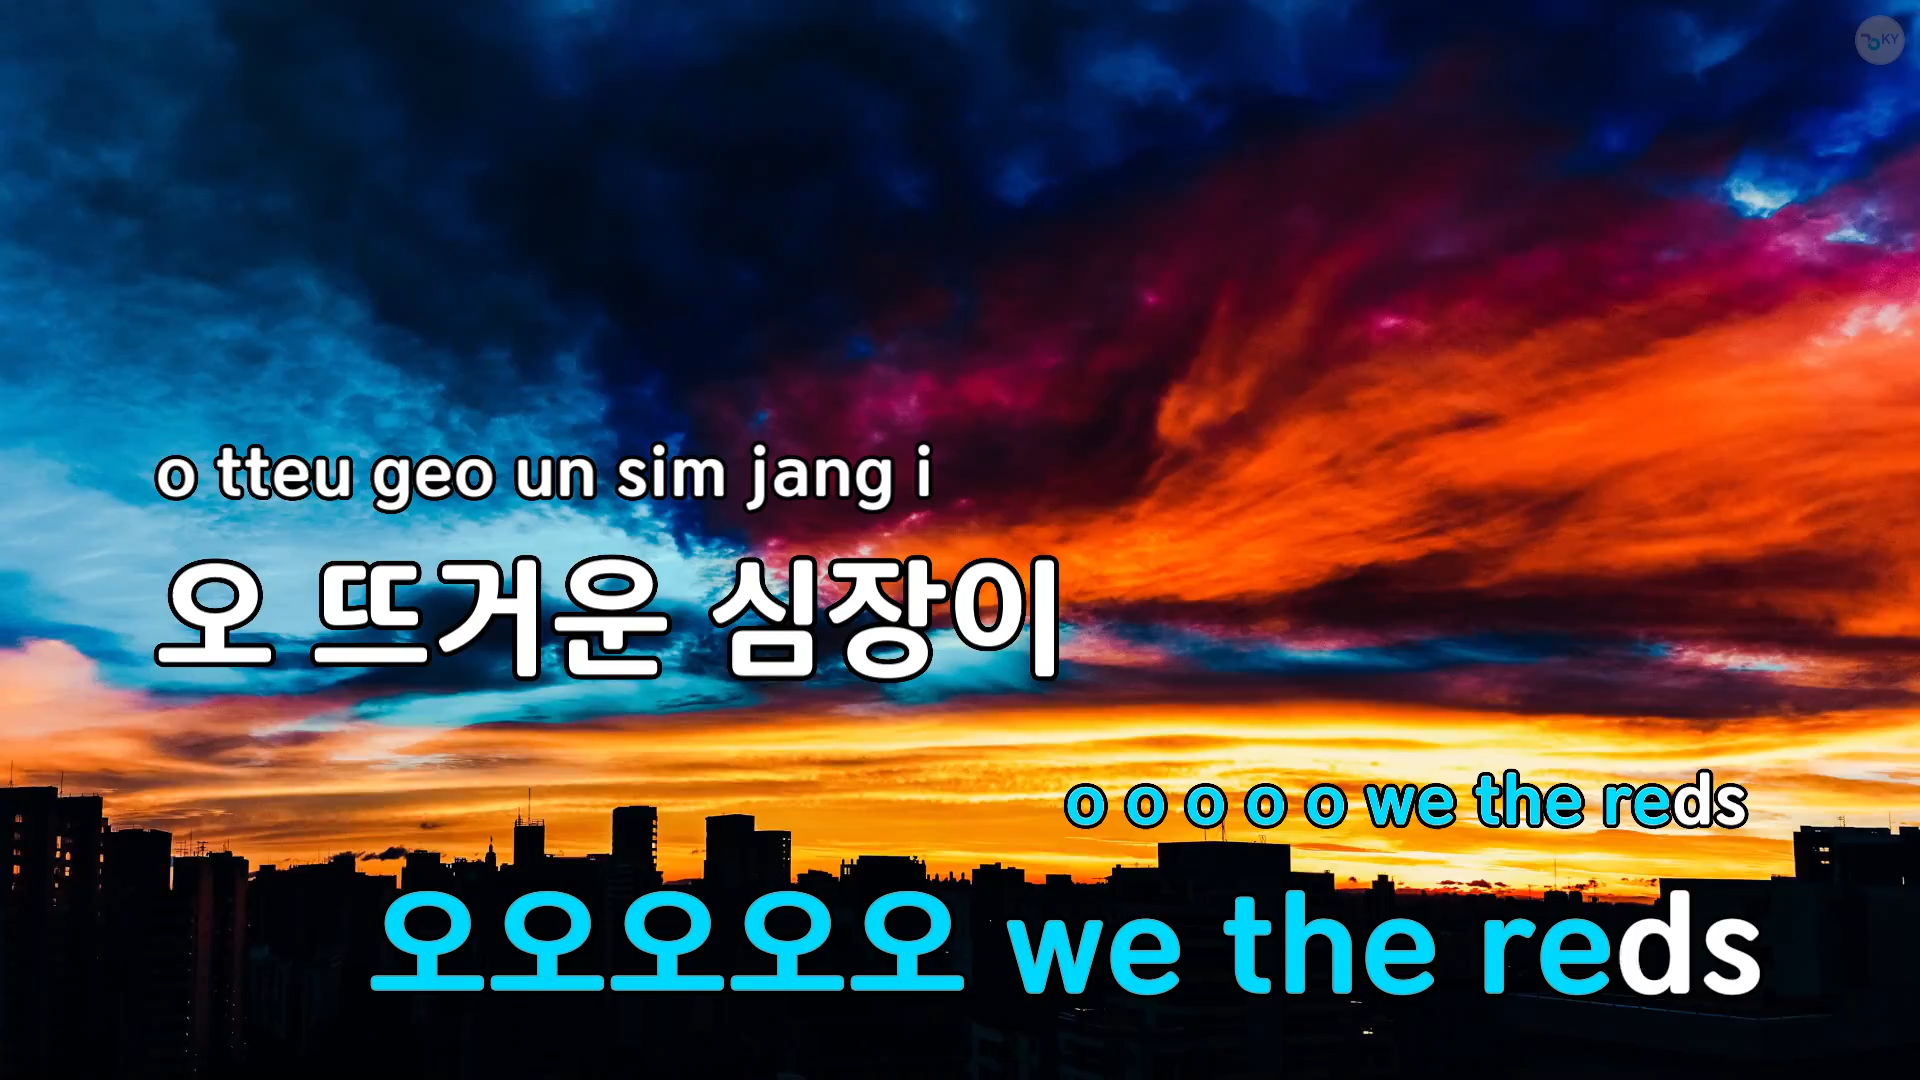 KY
o tteu geo un sim jang i
오 뜨거운 심장이
o o o o o we the reds
오오오오오 we the reds